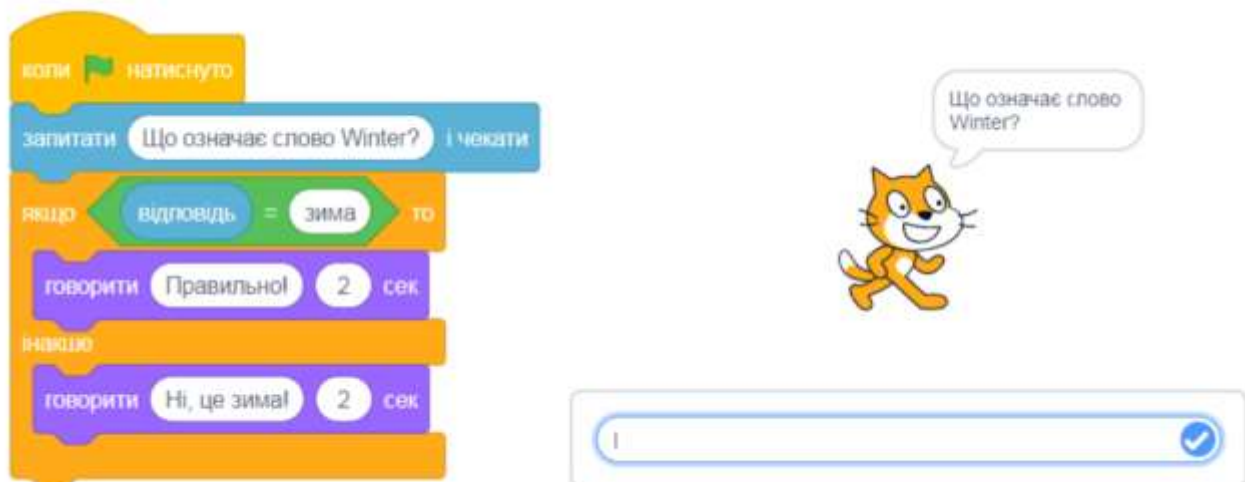 коли натиснуто
запитати Що означає слово Winter? і чекати
якщо відповідь = зима то
говорити Правильно! 2 сек
інакше
говорити Ні, це зима! 2 сек
Що означає слово
Winter?